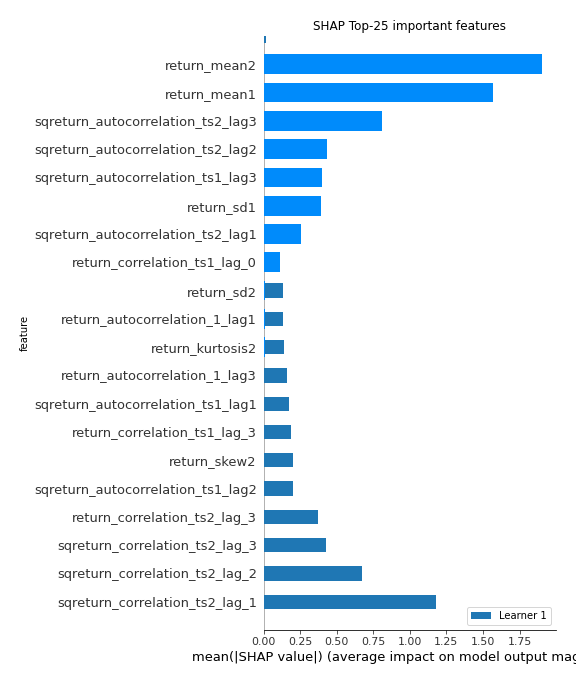 SHAP Top-25 important features
return_mean2
return_mean1
sqreturn_autocorrelation_ts2_lag3
sqreturn_autocorrelation_ts2_lag2
sqreturn_autocorrelation_ts1_lag3
return_sd1
sqreturn_autocorrelation_ts2_lag1
return_correlation_ts1_lag_0
return_sd2
return_autocorrelation_1_lag1
return_kurtosis2
return_autocorrelation_1_lag3
sqreturn_autocorrelation_ts1_lag1
return_correlation_ts1_lag_3
return_skew2
sqreturn_autocorrelation_ts1_lag2
return_correlation_ts2_lag_3
sqreturn_correlation_ts2_lag_3
sqreturn_correlation_ts2_lag_2
sqreturn_correlation_ts2_lag_1
feature
Learner 1
0.00 0.25 0.50 0.75 1.00 1.25 1.50 1.75
mean(|SHAP value|) (average impact on model output mag